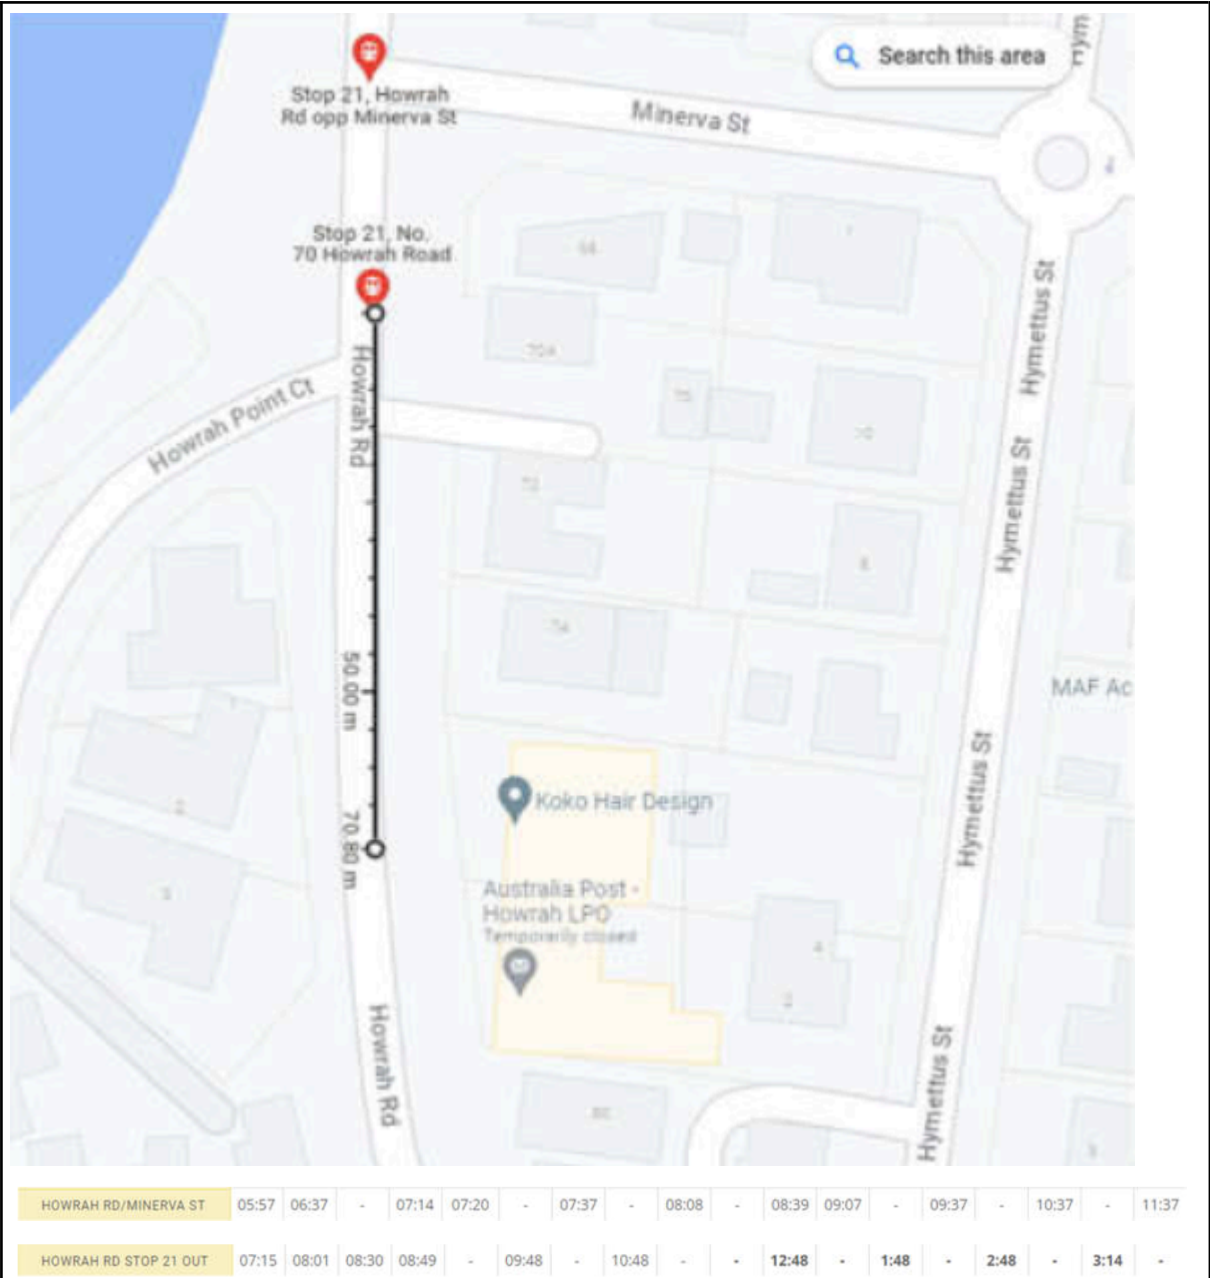 Search this area
Hym
Stop 21, Howrah
Rd opp Minerva St
Minerva St
Stop 21, No.
70 Howrah Road
Hymettus St
Howrah Rd
Howrah Point Ct
Hymettus St
50.00 m
MAF Ac
Hymettus St
Koko Hair Design
70.80 m
Australia Post -
Howrah LPO
Temporarily closed
Howrah Rd
Hymettus St
HOWRAH RD/MINERVA ST 05:57 06:37 - 07:14 07:20 - 07:37 - 08:08 - 08:39 09:07 - 09:37 - 10:37 - 11:37
HOWRAH RD STOP 21 OUT 07:15 08:01 08:30 08:49 - 09:48 - 10:48 - - 12:48 - 1:48 - 2:48 - 3:14 -